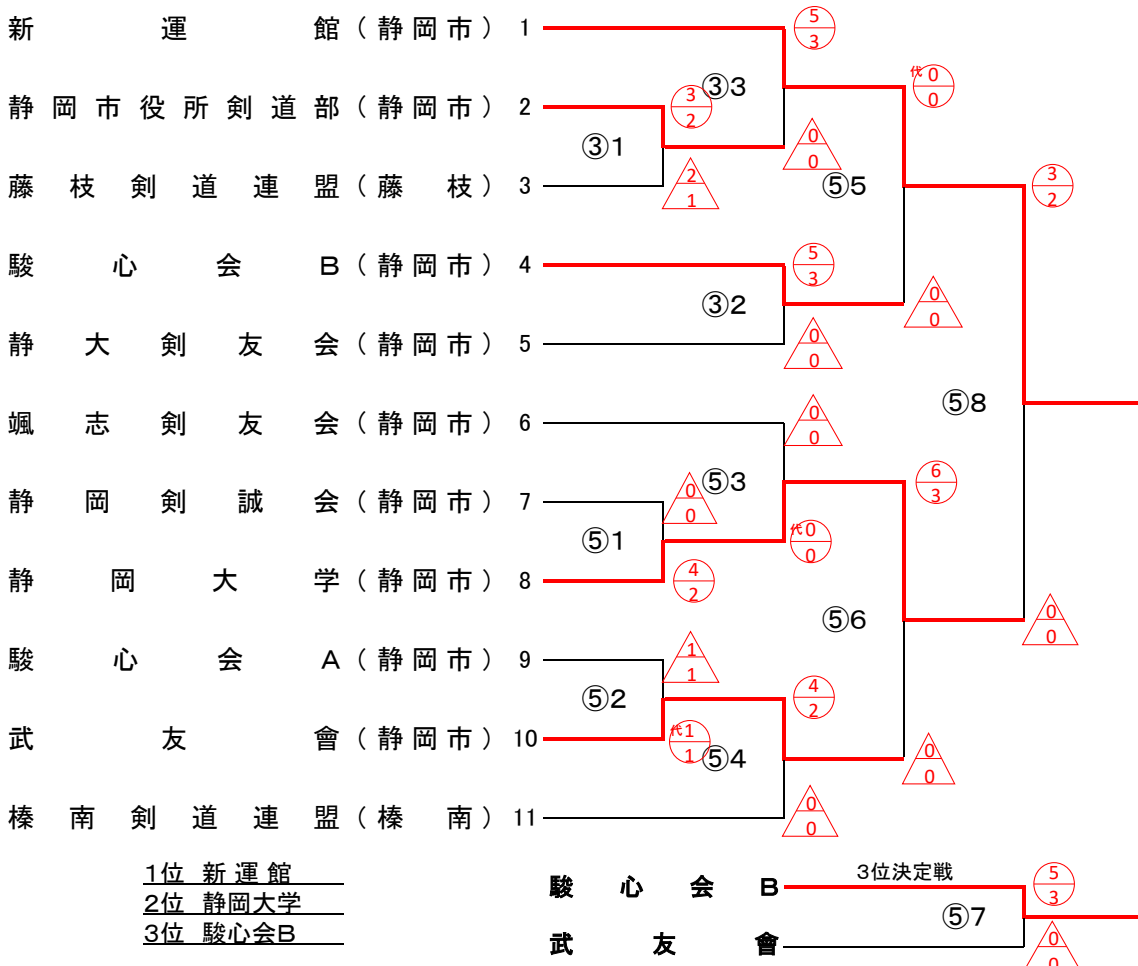 新運館（静岡市）1
5
3
③3
代0
0
静岡市役所剣道部（静岡市）2
3
2
③1
0
0
3
2
藤枝剣道連盟（藤枝）3
2
1
⑤5
駿心会B（静岡市）4
5
3
③2
0
0
静大剣友会（静岡市）5
0
0
⑤8
颯志剣友会（静岡市）6
0
0
⑤3
6
3
静岡剣誠会（静岡市）7
0
0
⑤1
代0
0
静岡大学（静岡市）8
4
2
⑤6
0
0
駿心会A（静岡市）9
1
1
⑤2
4
2
武友會（静岡市）10
代1
1
⑤4
0
0
榛南剣道連盟（榛南）11
0
0
1位 新運館
2位 静岡大学
3位 駿心会B
3位決定戦
駿心会B
5
3
⑤7
武友會
0
0